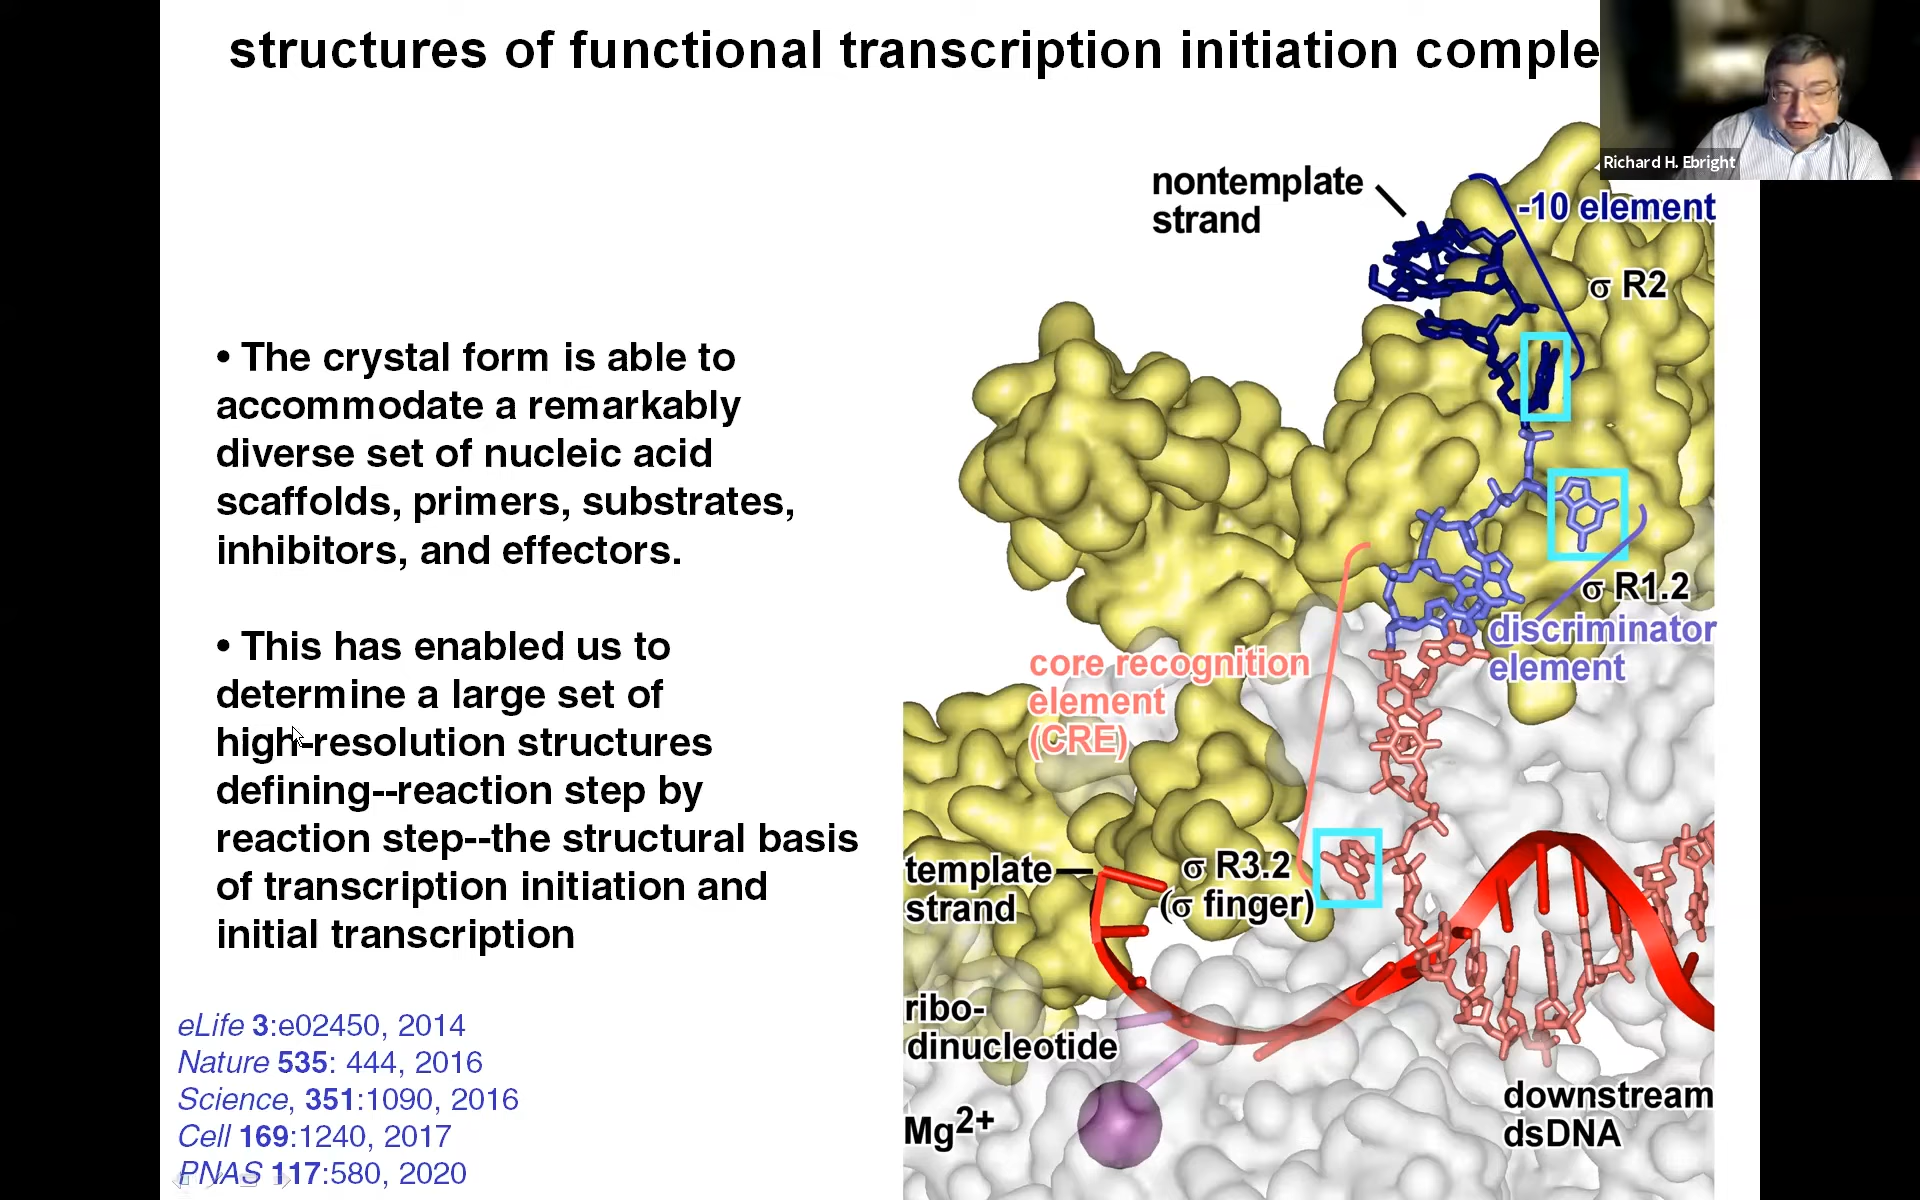 structures of functional transcription initiation comple
Richard H. Ebright
nontemplate
strand
-10 element
σ R2
• The crystal form is able to
accommodate a remarkably
diverse set of nucleic acid
scaffolds, primers, substrates,
inhibitors, and effectors.
• This has enabled us to
determine a large set of
high-resolution structures
defining--reaction step by
reaction step--the structural basis
of transcription initiation and
initial transcription
σ R1.2
discriminator
element
core recognition
element
(CRE)
template
strand
σ R3.2
(σ finger)
ribo-
dinucleotide
Mg2+
downstream
dsDNA
eLife 3:e02450, 2014
Nature 535: 444, 2016
Science, 351:1090, 2016
Cell 169:1240, 2017
PNAS 117:580, 2020